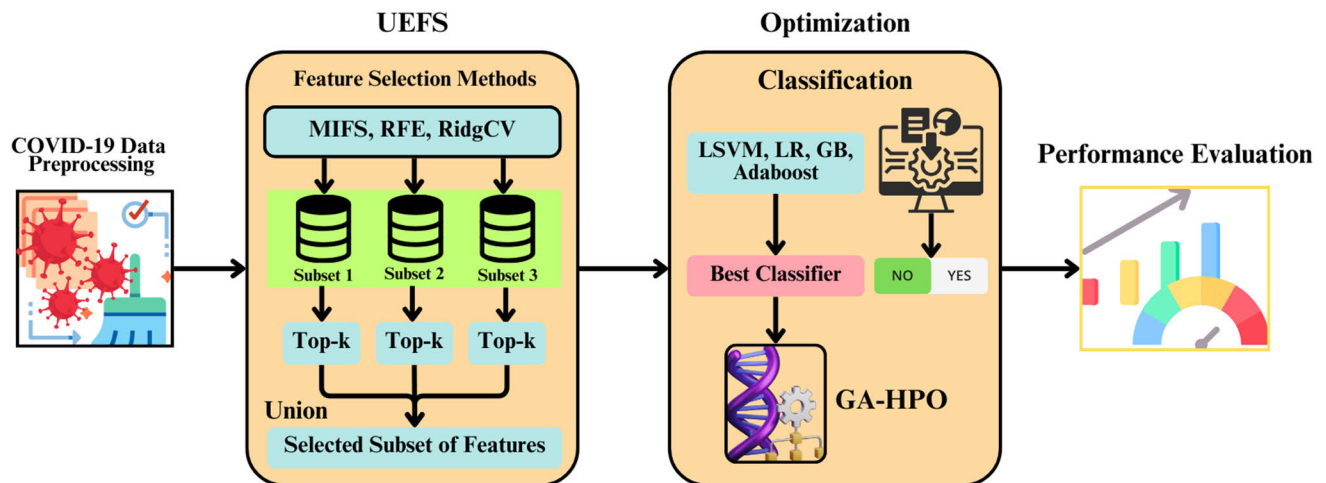 UEFS
Optimization
Feature Selection Methods
MIFS, RFE, RidgCV
Subset 1
Subset 2
Subset 3
Top-k
Top-k
Top-k
Union
Selected Subset of Features
COVID-19 Data
Preprocessing
Classification
LSVM, LR, GB,
Adaboost
Best Classifier
NO
YES
GA-HPO
Performance Evaluation